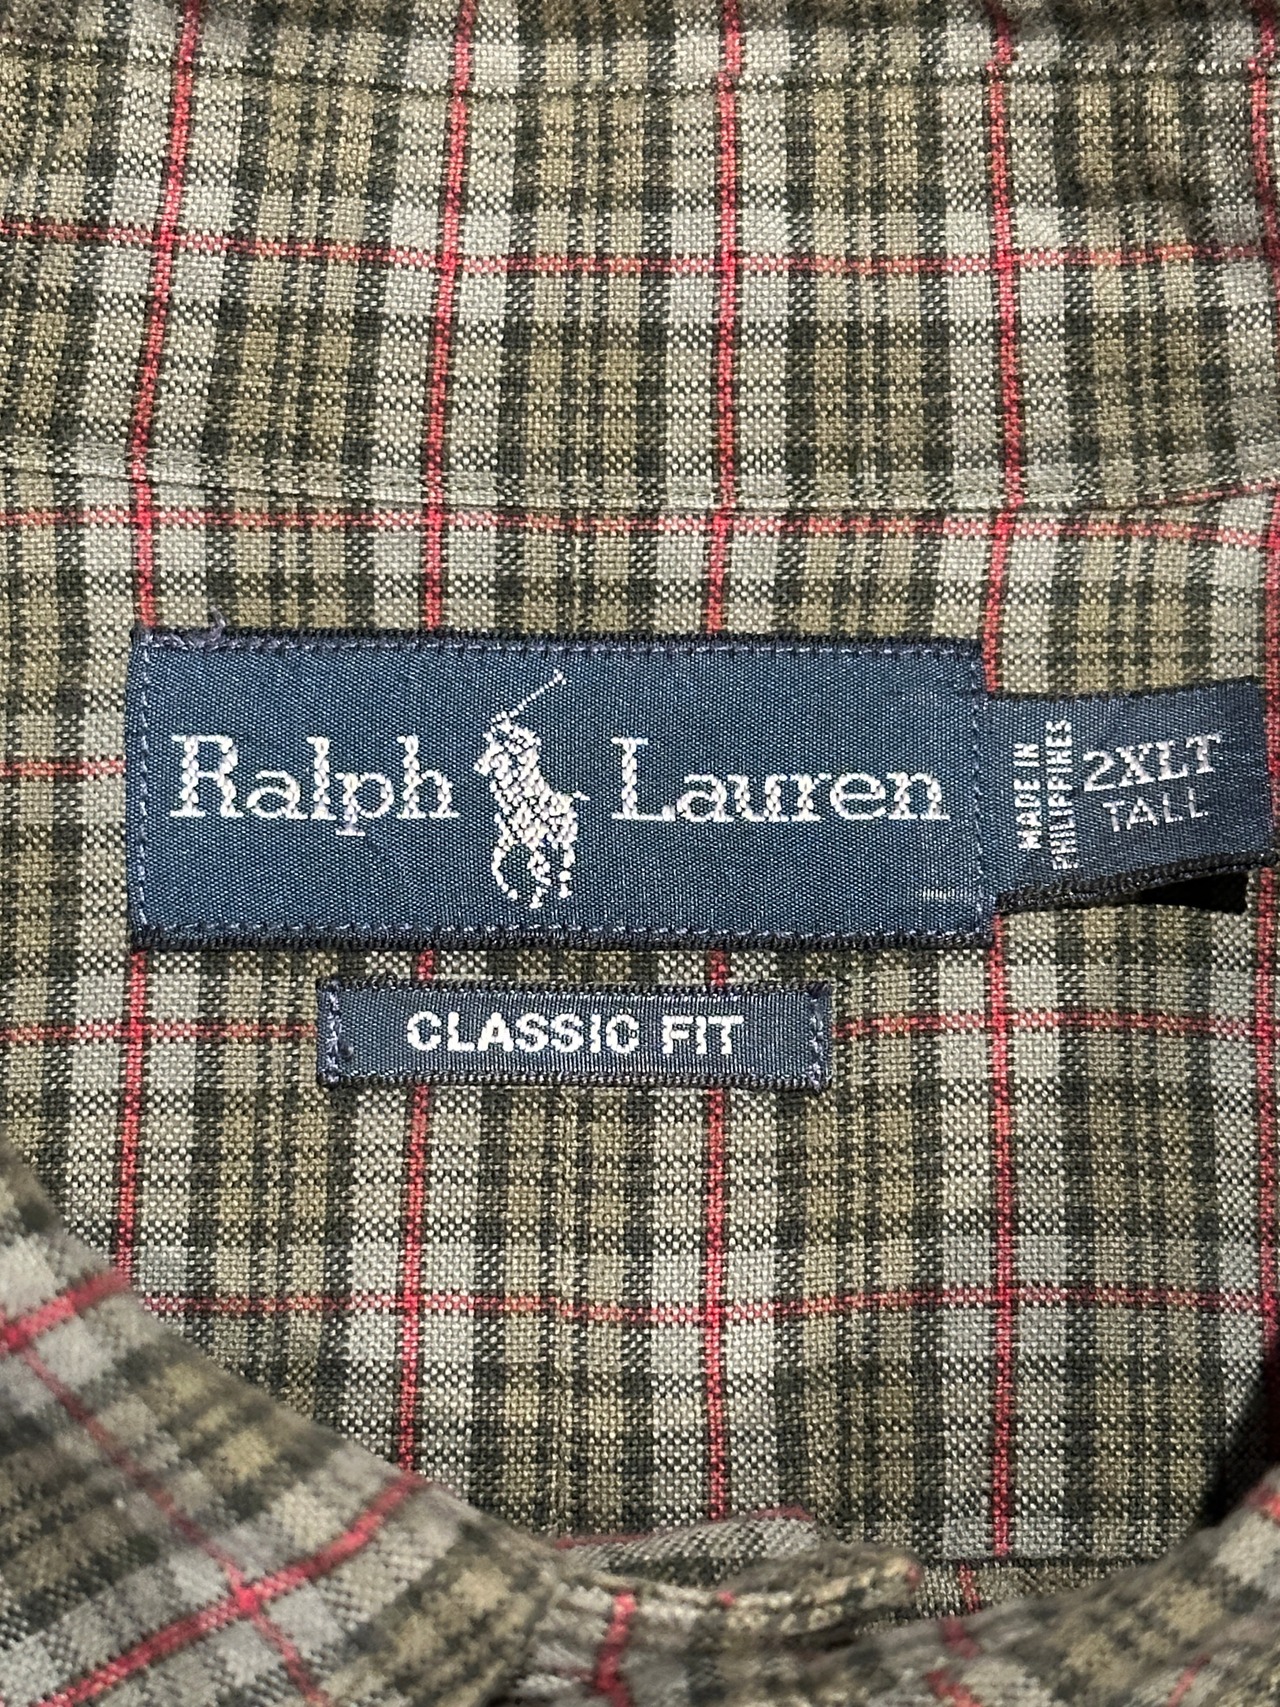 Ralph Lauren
MADE IN
PHILIPPINES
2XLT
TALL
CLASSIC FIT